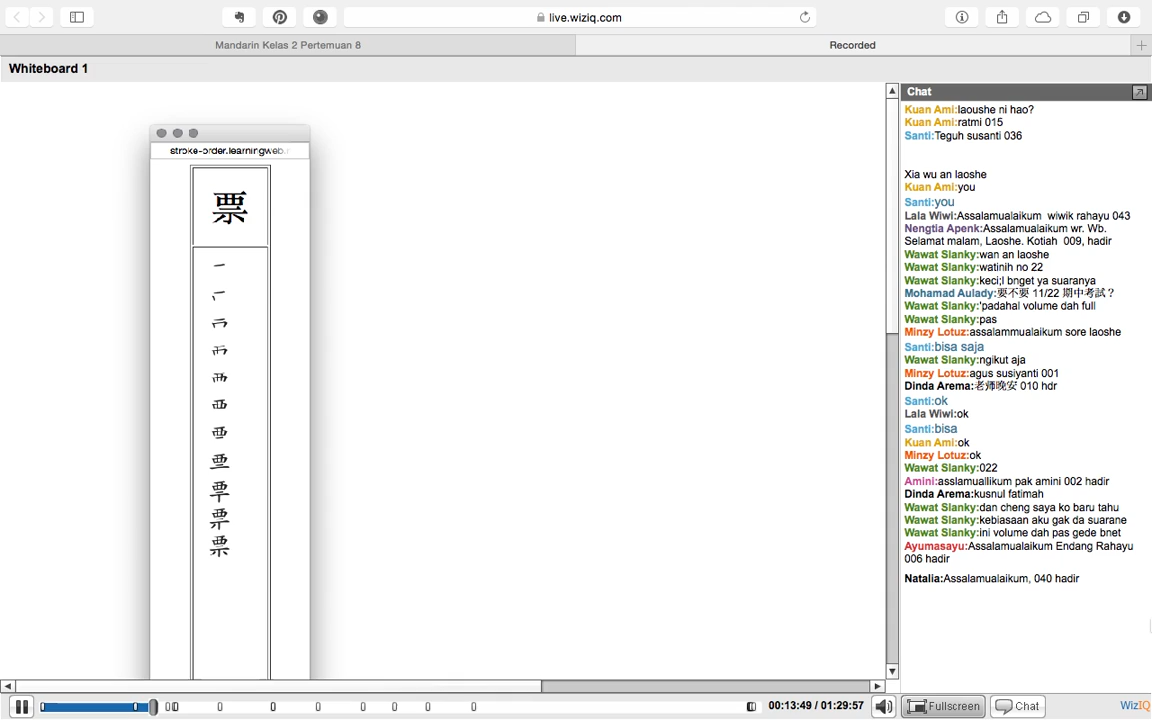 live.wiziq.com
Mandarin Kelas 2 Pertemuan 8
Recorded
Whiteboard 1
stroke-order.learningweb.
票
Chat
Kuan Ami:laoushe ni hao?
Kuan Ami:ratmi 015
Santi:Teguh susanti 036
Xia wu an laoshe
Kuan Ami:you
Santi:you
Lala Wiwi:Assalamualaikum wiwik rahayu 043
Nengtia Apenk:Assalamualaikum wr. Wb.
Selamat malam, Laoshe. Kotiah 009, hadir
Wawat Slanky:wan an laoshe
Wawat Slanky:watinih no 22
Wawat Slanky:keci;l bnget ya suaranya
Mohamad Aulady:要不要 11/22 期中考試？
Wawat Slanky:'padahal volume dah full
Wawat Slanky:pas
Minzy Lotuz:assalammualaikum sore laoshe
Santi:bisa saja
Wawat Slanky:ngikut aja
Minzy Lotuz:agus susiyanti 001
Dinda Arema:老师晚安 010 hdr
Santi:ok
Lala Wiwi:ok
Santi:bisa
Kuan Ami:ok
Minzy Lotuz:ok
Wawat Slanky:022
Amini:asslamuallikum pak amini 002 hadir
Dinda Arema:kusnul fatimah
Wawat Slanky:dan cheng saya ko baru tahu
Wawat Slanky:kebiasaan aku gak da suarane
Wawat Slanky:ini volume dah pas gede bnet
Ayumasayu:Assalamualaikum Endang Rahayu
006 hadir
Natalia:Assalamualaikum, 040 hadir
00:13:49 / 01:29:57
Fullscreen
Chat
WizIQ